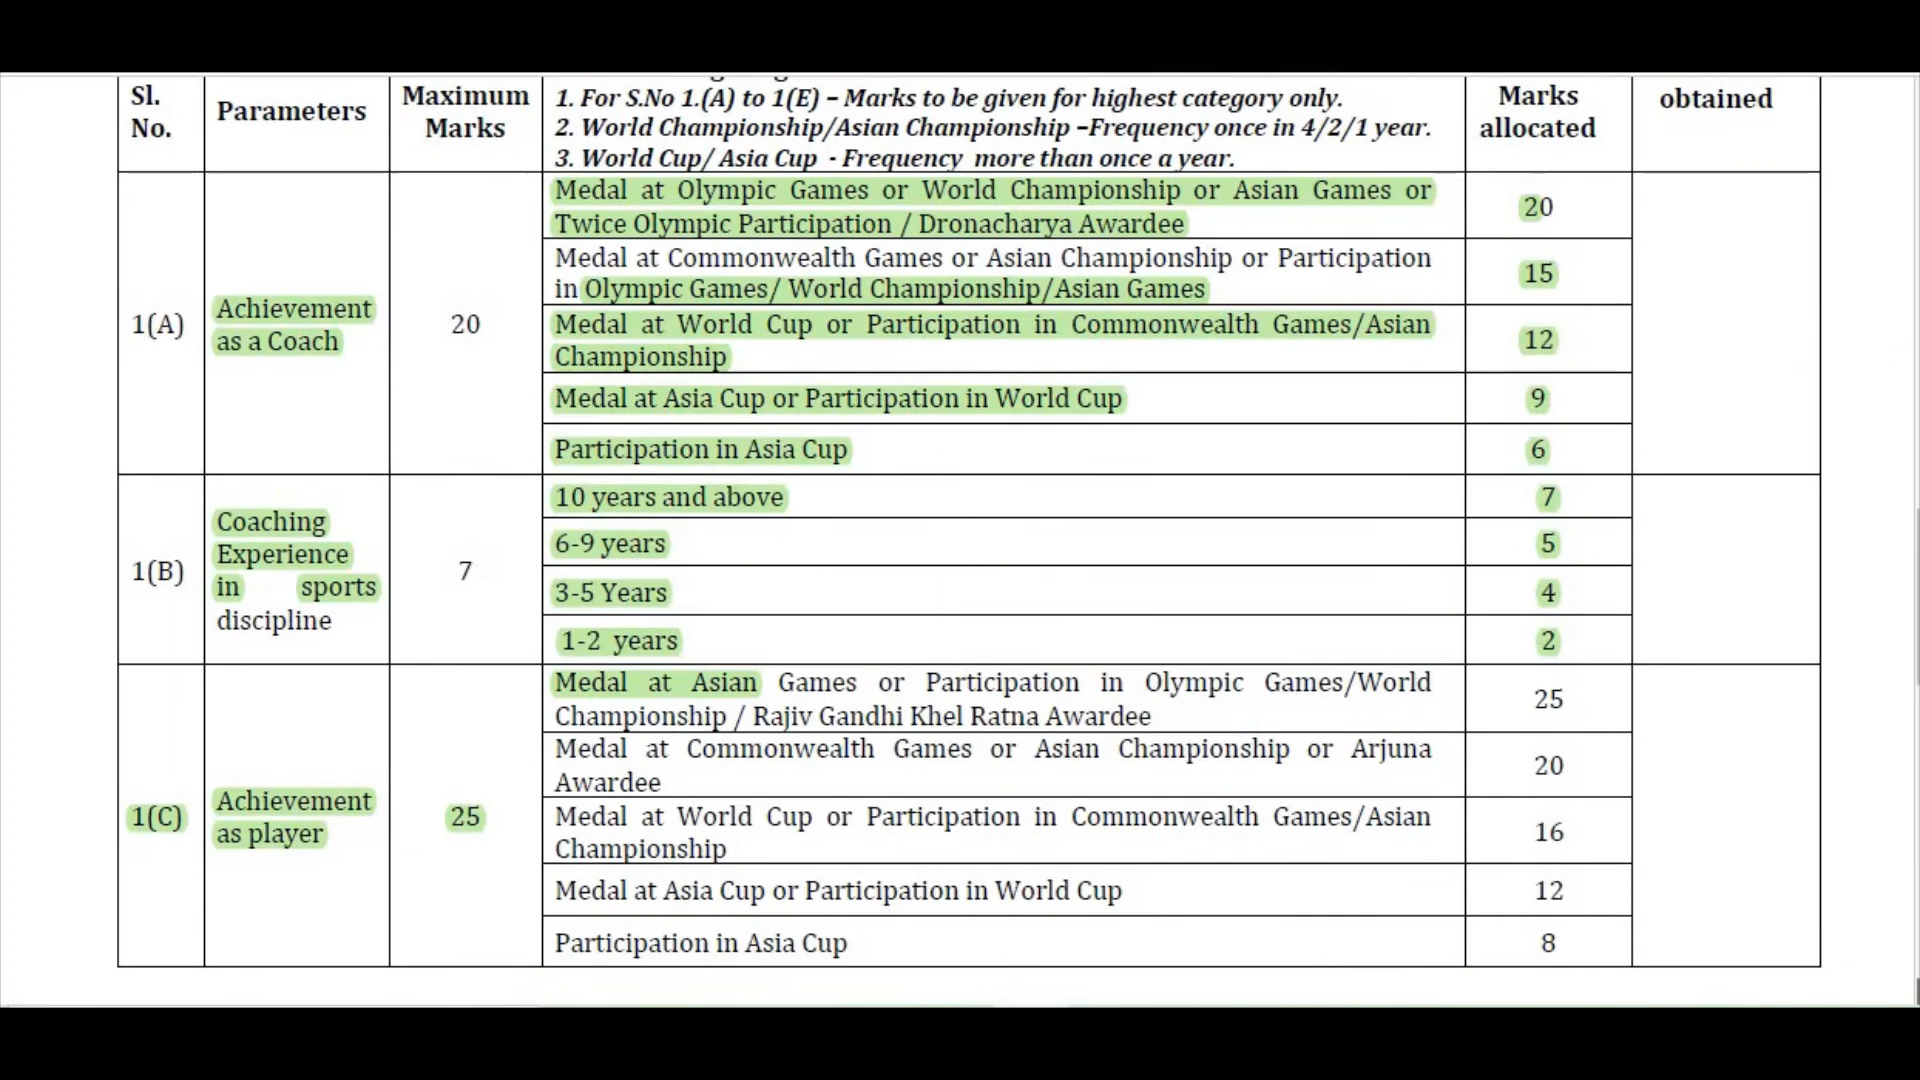 Sl.
No.
Parameters
Maximum
Marks
1. For S.No 1.(A) to 1(E) – Marks to be given for highest category only.
2. World Championship/Asian Championship –Frequency once in 4/2/1 year.
3. World Cup/ Asia Cup - Frequency more than once a year.
Marks
allocated
obtained
1(A)
Achievement
as a Coach
20
Medal at Olympic Games or World Championship or Asian Games or
Twice Olympic Participation / Dronacharya Awardee
20
Medal at Commonwealth Games or Asian Championship or Participation
in Olympic Games/ World Championship/Asian Games
15
Medal at World Cup or Participation in Commonwealth Games/Asian
Championship
12
Medal at Asia Cup or Participation in World Cup
9
Participation in Asia Cup
6
1(B)
Coaching
Experience
in sports
discipline
7
10 years and above
7
6-9 years
5
3-5 Years
4
1-2 years
2
1(C)
Achievement
as player
25
Medal at Asian Games or Participation in Olympic Games/World
Championship / Rajiv Gandhi Khel Ratna Awardee
25
Medal at Commonwealth Games or Asian Championship or Arjuna
Awardee
20
Medal at World Cup or Participation in Commonwealth Games/Asian
Championship
16
Medal at Asia Cup or Participation in World Cup
12
Participation in Asia Cup
8